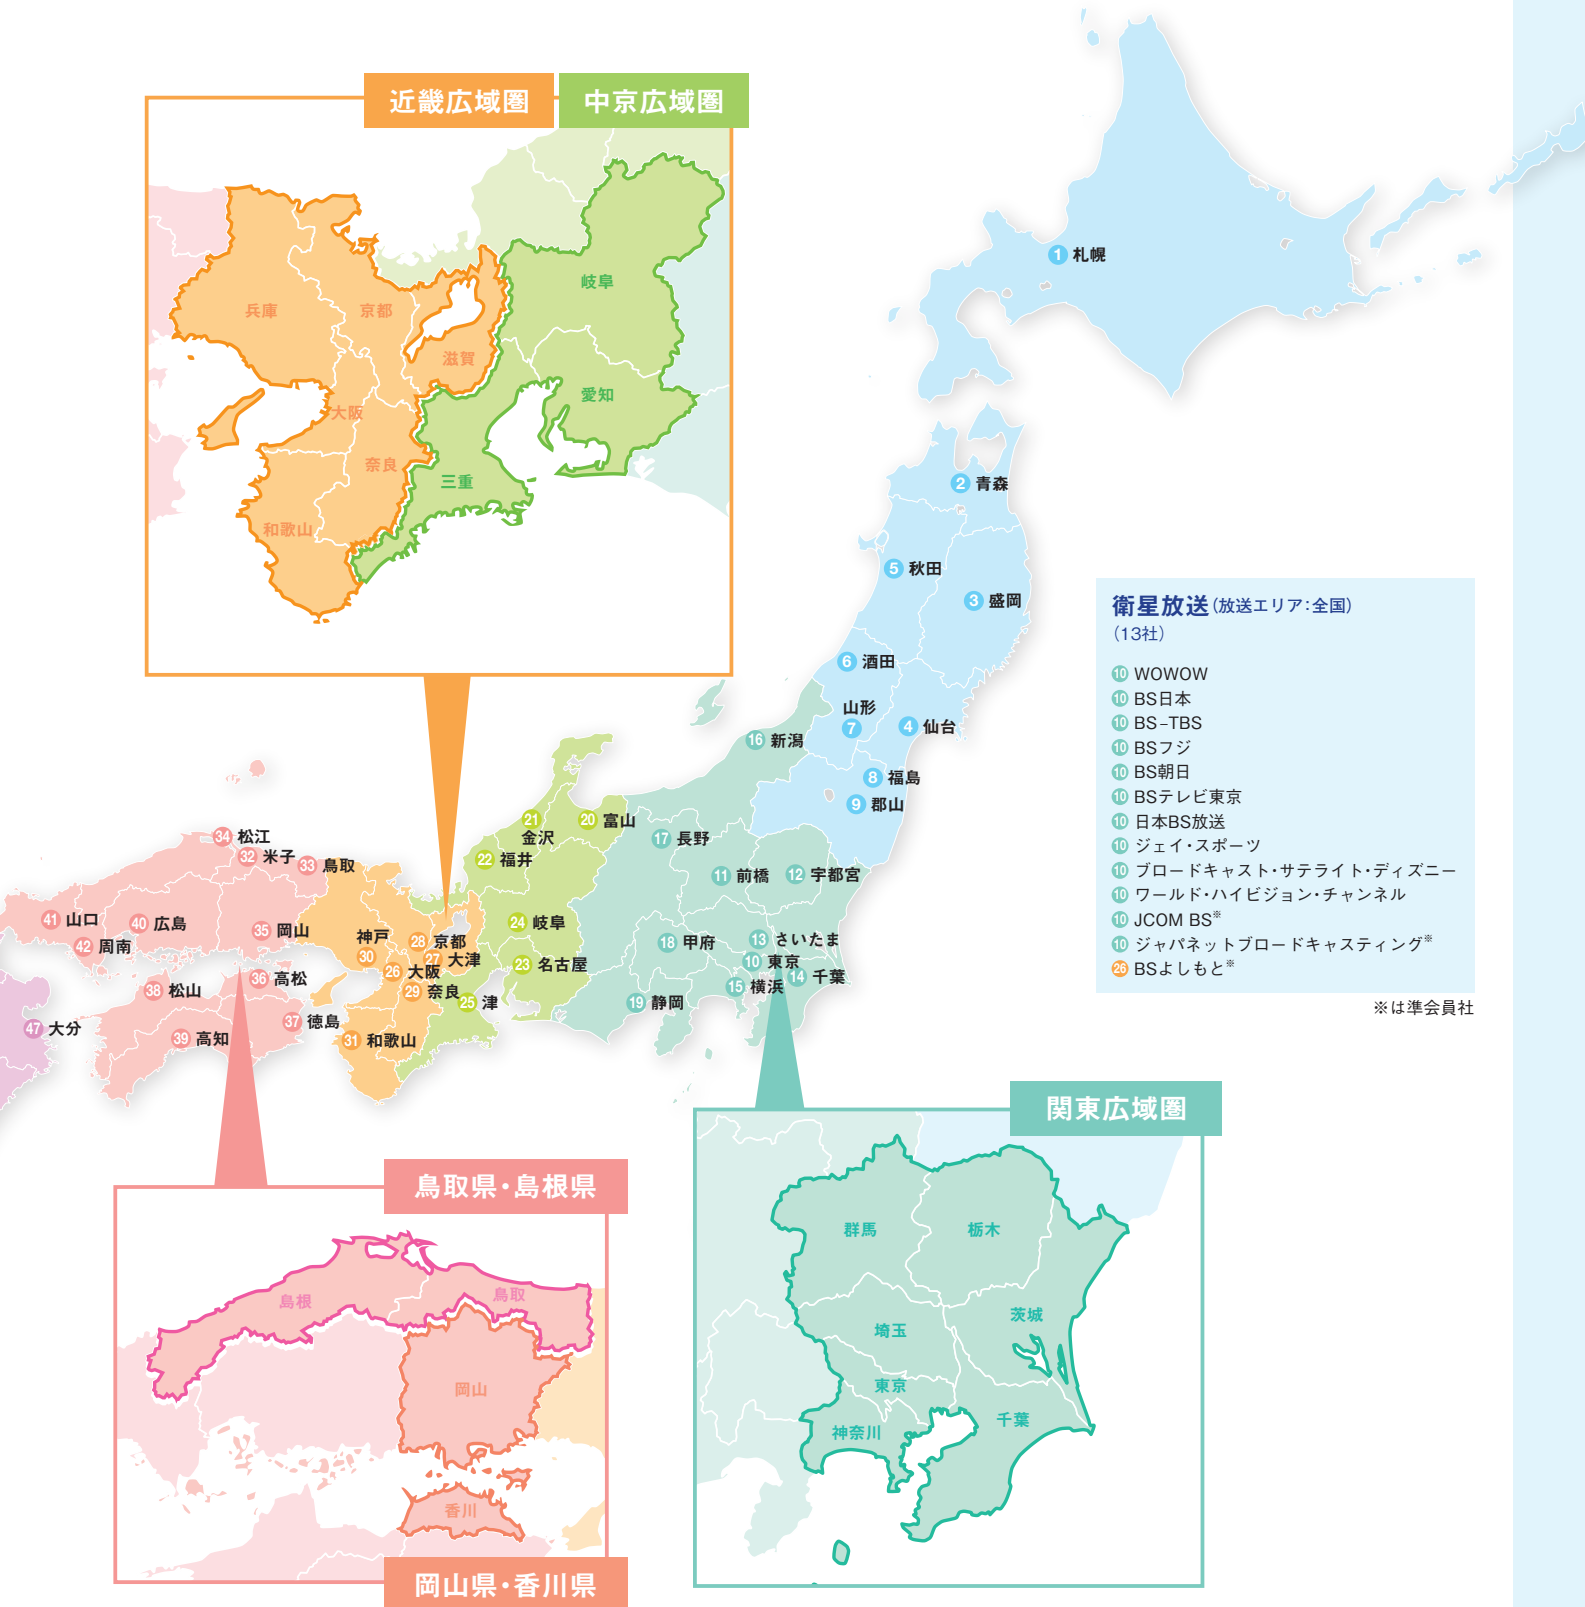 近畿広域圏
中京広域圏
兵庫
京都
滋賀
大阪
奈良
和歌山
岐阜
愛知
三重
1 札幌
2 青森
5 秋田
3 盛岡
6 酒田
山形
7
4 仙台
8 福島
9 郡山
16 新潟
21
金沢
20 富山
22 福井
17 長野
11 前橋
12 宇都宮
24 岐阜
23 名古屋
25 津
18 甲府
13 さいたま
10 東京
14 千葉
15 横浜
19 静岡
34 松江
32 米子
33 鳥取
41 山口
40 広島
42 周南
35 岡山
神戸
30
28 京都
27 大津
26 大阪
29 奈良
31 和歌山
36 高松
38 松山
37 徳島
39 高知
47 大分
衛星放送(放送エリア:全国)
(13社)
10 WOWOW
10 BS日本
10 BS-TBS
10 BSフジ
10 BS朝日
10 BSテレビ東京
10 日本BS放送
10 ジェイ・スポーツ
10 ブロードキャスト・サテライト・ディズニー
10 ワールド・ハイビジョン・チャンネル
10 JCOM BS※
10 ジャパネットブロードキャスティング※
26 BSよしもと※
※は準会員社
鳥取県・島根県
島根
鳥取
岡山
香川
岡山県・香川県
関東広域圏
群馬
栃木
茨城
埼玉
東京
千葉
神奈川